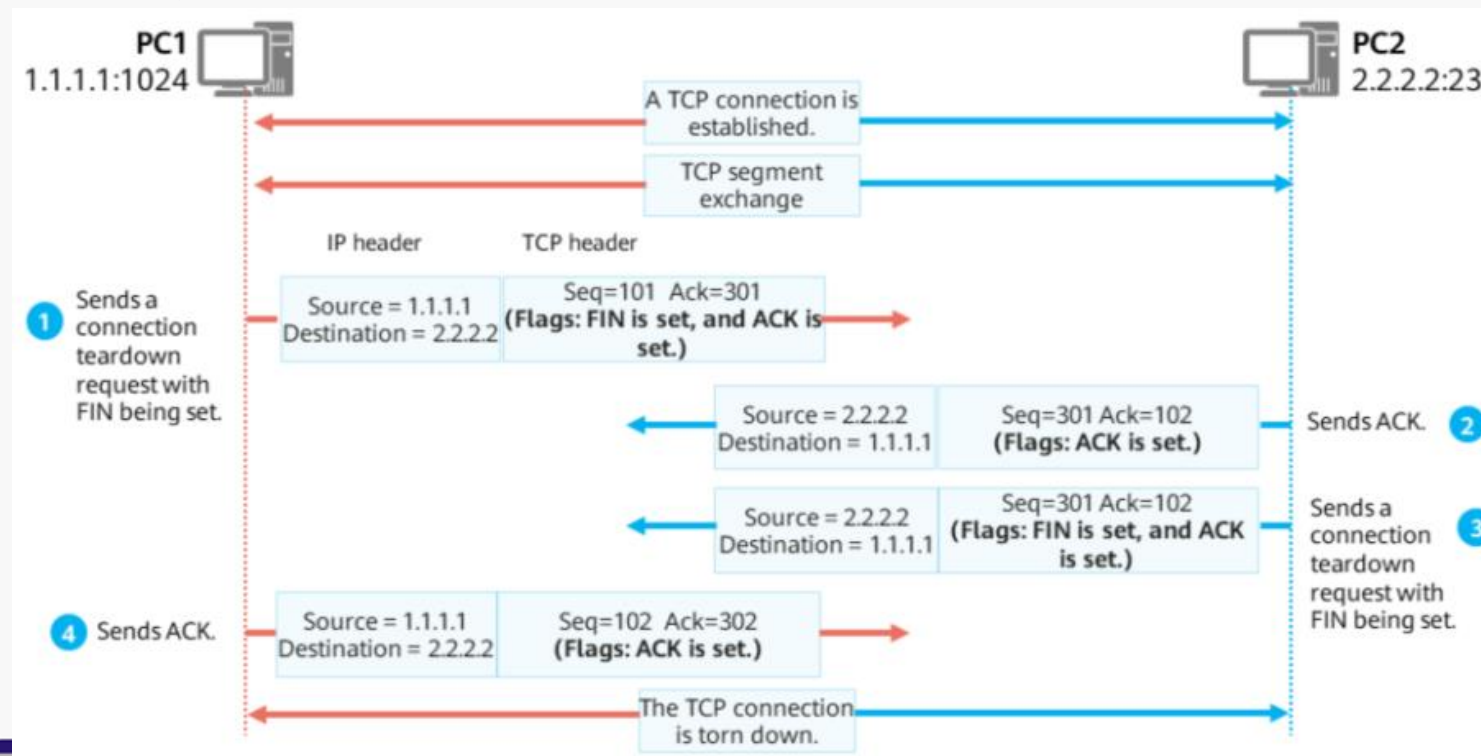 PC1
1.1.1.1:1024
PC2
2.2.2.2:23
A TCP connection is
established.
TCP segment
exchange
IP header
TCP header
1
Sends a
connection
teardown
request with
FIN being set.
Source = 1.1.1.1
Destination = 2.2.2.2
Seq=101 Ack=301
(Flags: FIN is set, and ACK is
set.)
Source = 2.2.2.2
Destination = 1.1.1.1
Seq=301 Ack=102
(Flags: ACK is set.)
Sends ACK.
2
Source = 2.2.2.2
Destination = 1.1.1.1
Seq=301 Ack=102
(Flags: FIN is set, and ACK
is set.)
Sends a
connection
teardown
request with
FIN being set.
3
4
Sends ACK.
Source = 1.1.1.1
Destination = 2.2.2.2
Seq=102 Ack=302
(Flags: ACK is set.)
The TCP connection
is torn down.